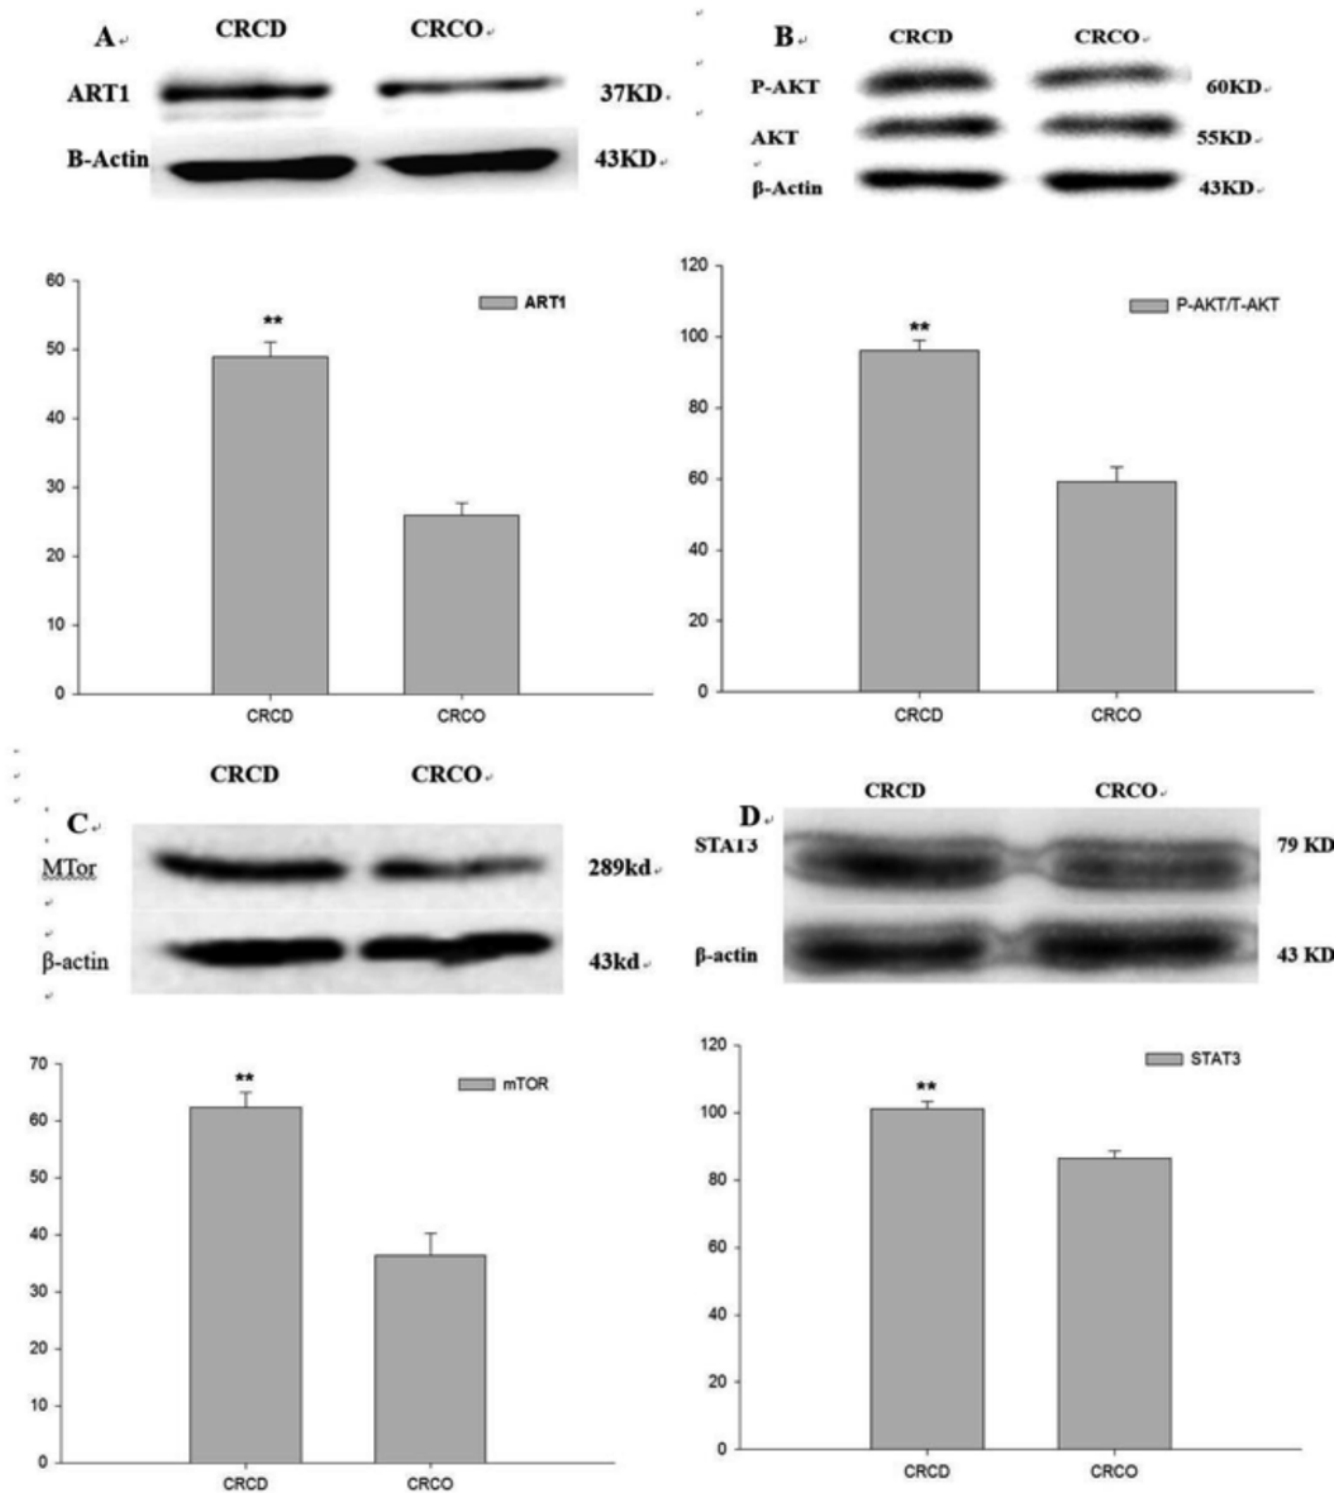 A
CRCD CRCO
ART1 37KD
B-Actin 43KD
60
50
40
30
20
10
0
**
ART1
CRCD CRCO
B
CRCD CRCO
P-AKT 60KD
AKT 55KD
β-Actin 43KD
120
100
80
60
40
20
0
**
P-AKT/T-AKT
CRCD CRCO
C
CRCD CRCO
MTor 289kd
β-actin 43kd
70
60
50
40
30
20
10
0
**
mTOR
CRCD CRCO
D
CRCD CRCO
STAT3 79 KD
β-actin 43 KD
120
100
80
60
40
20
0
**
STAT3
CRCD CRCO